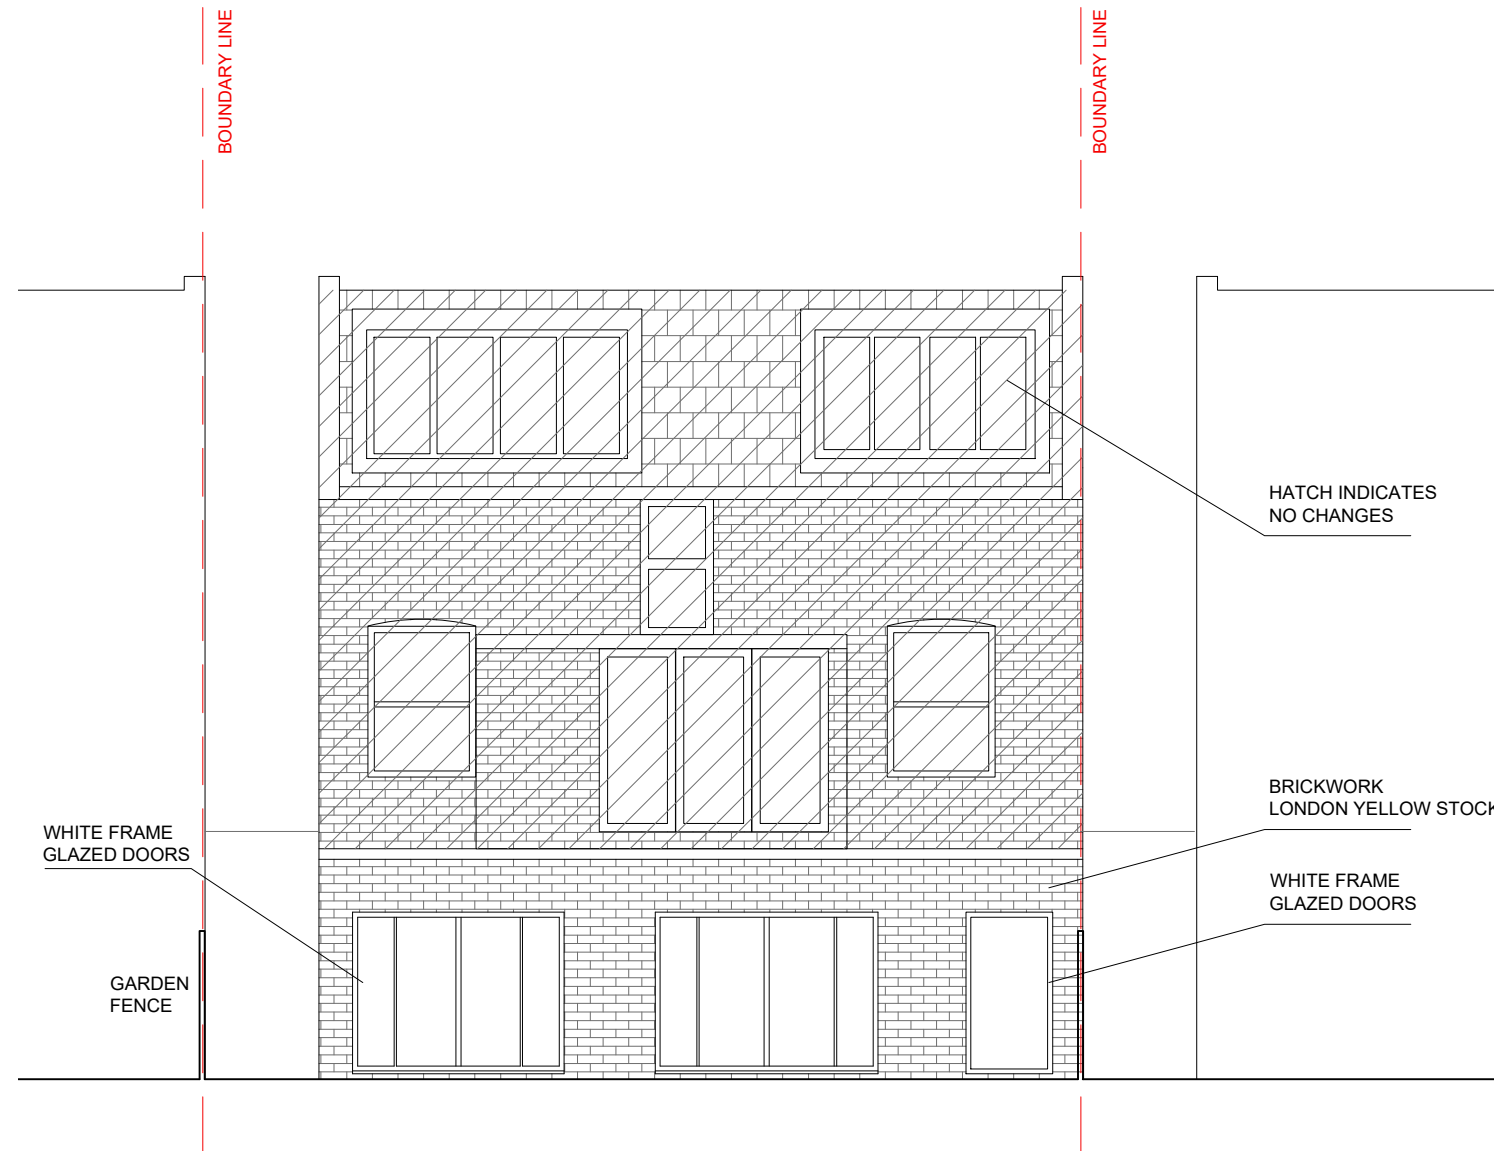 BOUNDARY LINE
BOUNDARY LINE
HATCH INDICATES
NO CHANGES
BRICKWORK
LONDON YELLOW STOCK
WHITE FRAME
GLAZED DOORS
WHITE FRAME
GLAZED DOORS
GARDEN
FENCE